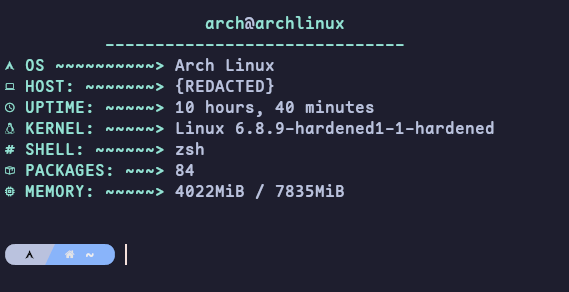 arch@archlinux
------------------------------
OS ~~~~~~~~~~> Arch Linux
HOST: ~~~~~~~> {REDACTED}
UPTIME: ~~~~~> 10 hours, 40 minutes
KERNEL: ~~~~~> Linux 6.8.9-hardened1-1-hardened
# SHELL: ~~~~~~> zsh
PACKAGES: ~~~> 84
MEMORY: ~~~~~> 4022MiB / 7835MiB
~